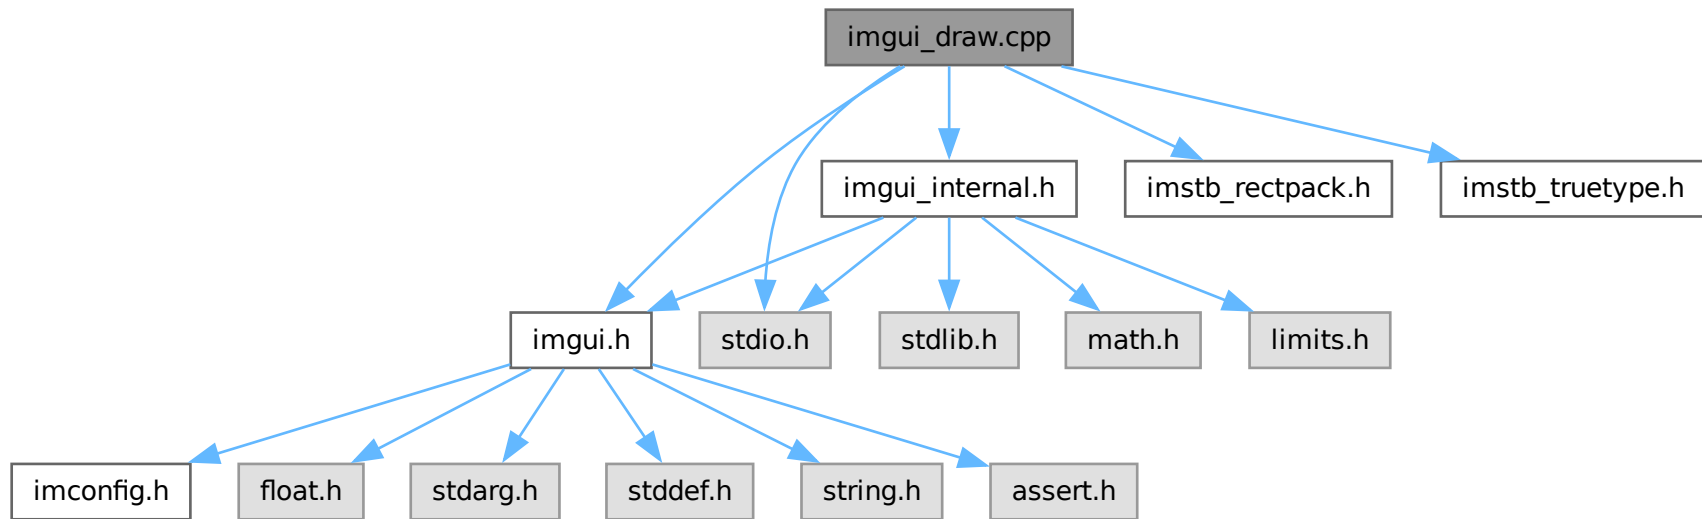 imgui_draw.cpp
imgui_internal.h
imstb_rectpack.h
imstb_truetype.h
imgui.h
stdio.h
stdlib.h
math.h
limits.h
imconfig.h
float.h
stdarg.h
stddef.h
string.h
assert.h